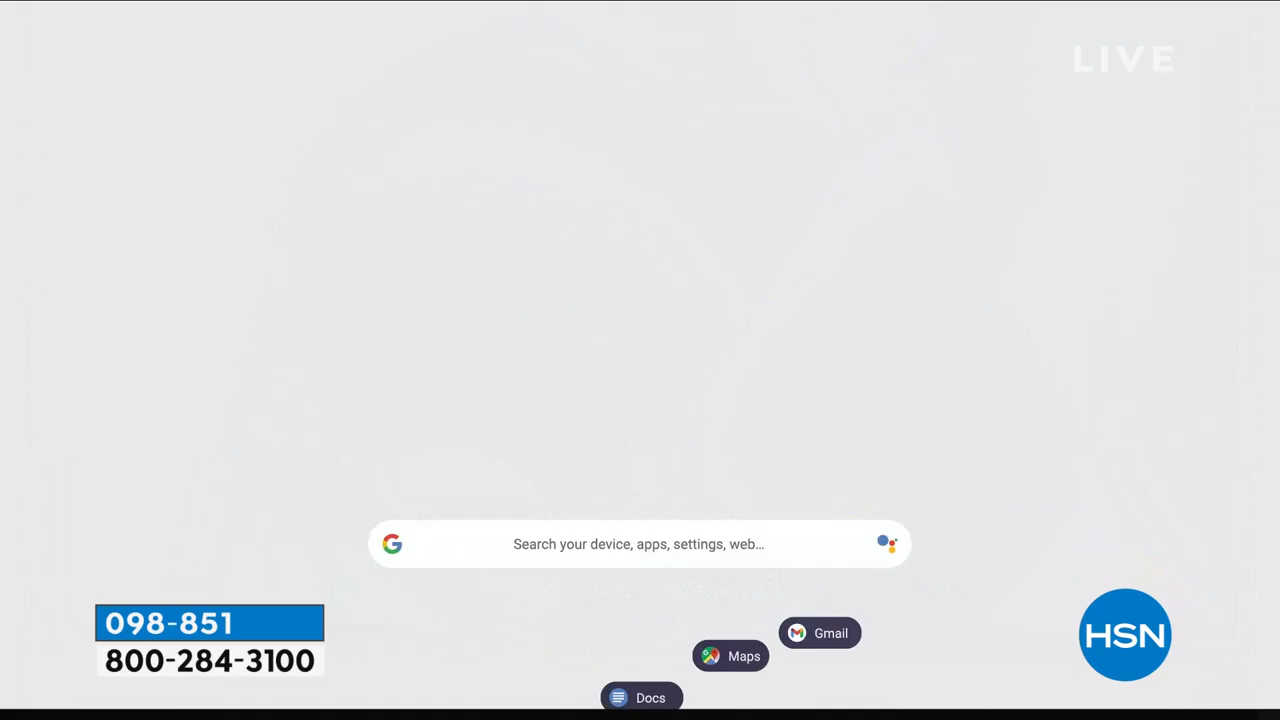 LIVE
Search your device, apps, settings, web...
098-851
800-284-3100
Gmail
Maps
Docs
HSN